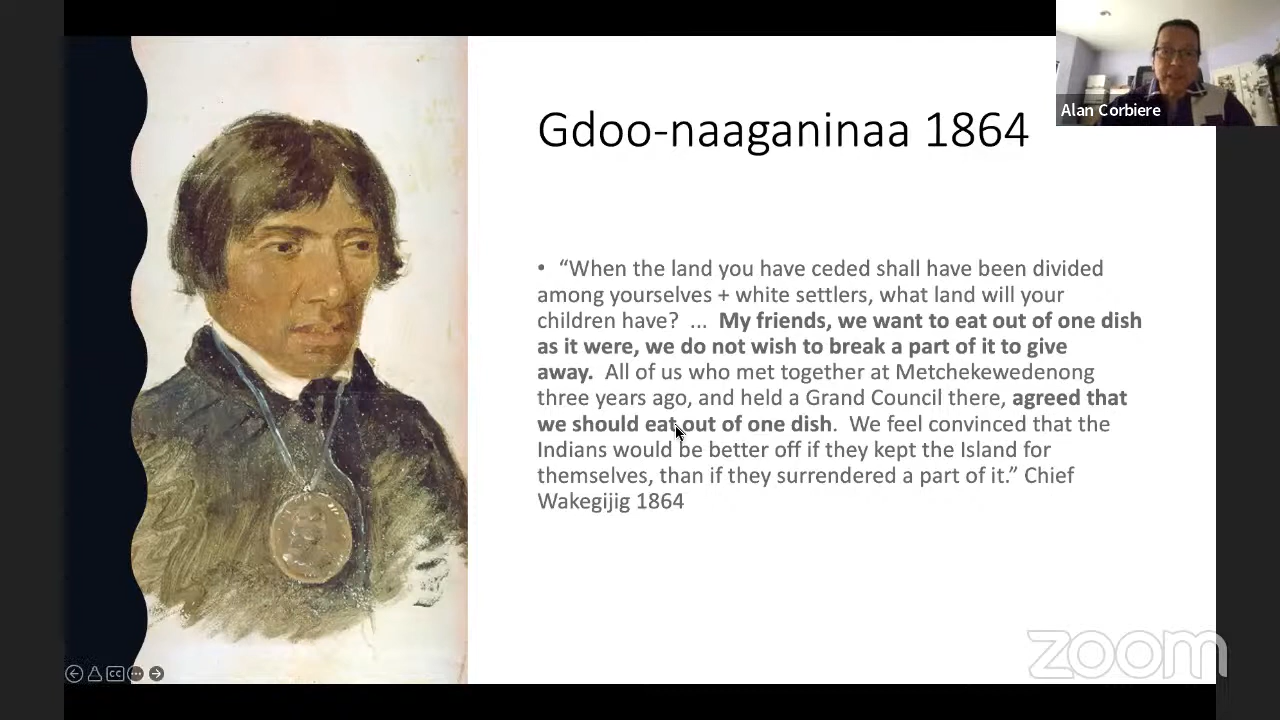 Alan Corbiere
Gdoo-naaganinaa 1864
• “When the land you have ceded shall have been divided
among yourselves + white settlers, what land will your
children have? ... My friends, we want to eat out of one dish
as it were, we do not wish to break a part of it to give
away. All of us who met together at Metchekewedenong
three years ago, and held a Grand Council there, agreed that
we should eat out of one dish. We feel convinced that the
Indians would be better off if they kept the Island for
themselves, than if they surrendered a part of it.” Chief
Wakegijig 1864
zoom
CC